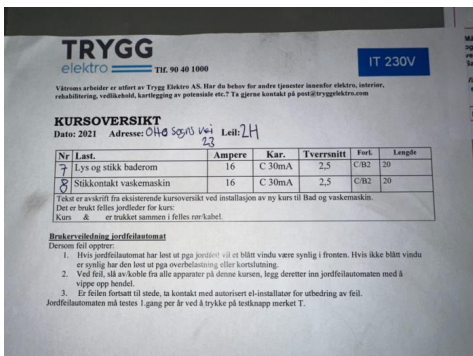 TRYGG
elektro Tlf. 90 40 1000
IT 230V
Våtroms arbeider er utført av Trygg Elektro AS. Har du behov for andre tjenester innenfor elektro, interiør,
rehabilitering, vedlikehold, kartlegging av potensiale etc.? Ta gjerne kontakt på post@tryggelektro.com
KURSOVERSIKT
Dato: 2021 Adresse: Otto Sogns vei 23 Leil: 2H
Nr Last. Ampere Kar. Tverrsnitt Forl. Lengde
7 Lys og stikk baderom 16 C 30mA 2,5 C/B2 20
8 Stikkontakt vaskemaskin 16 C 30mA 2,5 C/B2 20
Tekst er avskrift fra eksisterende kursoversikt ved installasjon av ny kurs til Bad og vaskemaskin.
Det er brukt felles jordleder for kurs:
Kurs & er trukket sammen i felles rør/kabel.
Brukerveiledning jordfeilautomat
Dersom feil opptrer:
1. Hvis jordfeilautomat har løst ut pga jordfeil vil et blått vindu være synlig i fronten. Hvis ikke blått vindu
er synlig har den løst ut pga overbelastning eller kortslutning.
2. Ved feil, slå av/koble fra alle apparater på denne kursen, legg deretter inn jordfeilautomaten med å
vippe opp hendel.
3. Er feilen fortsatt til stede, ta kontakt med autorisert el-installatør for utbedring av feil.
Jordfeilautomaten må testes 1.gang per år ved å trykke på testknapp merket T.